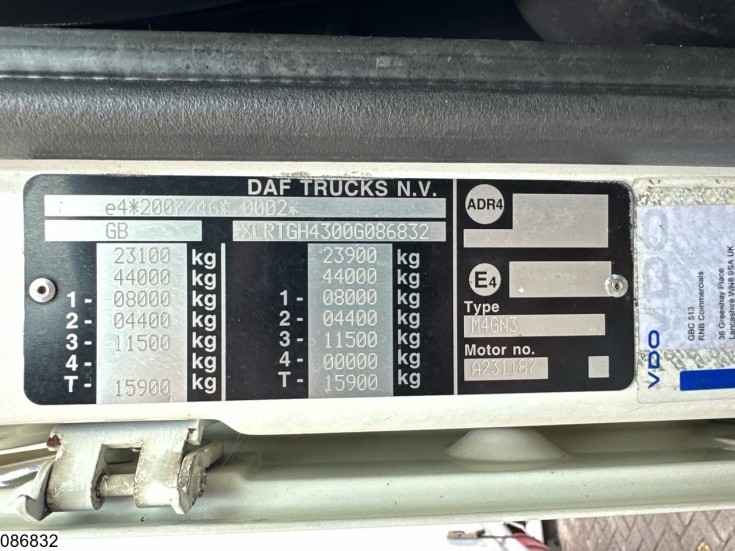 DAF TRUCKS N.V.
e4*2007/46* 0002*
GB XLRTGH4300G086832
23100 kg 23900 kg
44000 kg 44000 kg
1- 08000 kg 1- 08000 kg
2- 04400 kg 2- 04400 kg
3- 11500 kg 3- 11500 kg
4- kg 4- 00000 kg
T- 15900 kg T- 15900 kg
ADR4
E4
Type
M4GN3
Motor no.
A231187
VDO
GBC 513
RNB Commercials
36 Greenhay Place
Lancashire WN8 9SA UK
086832